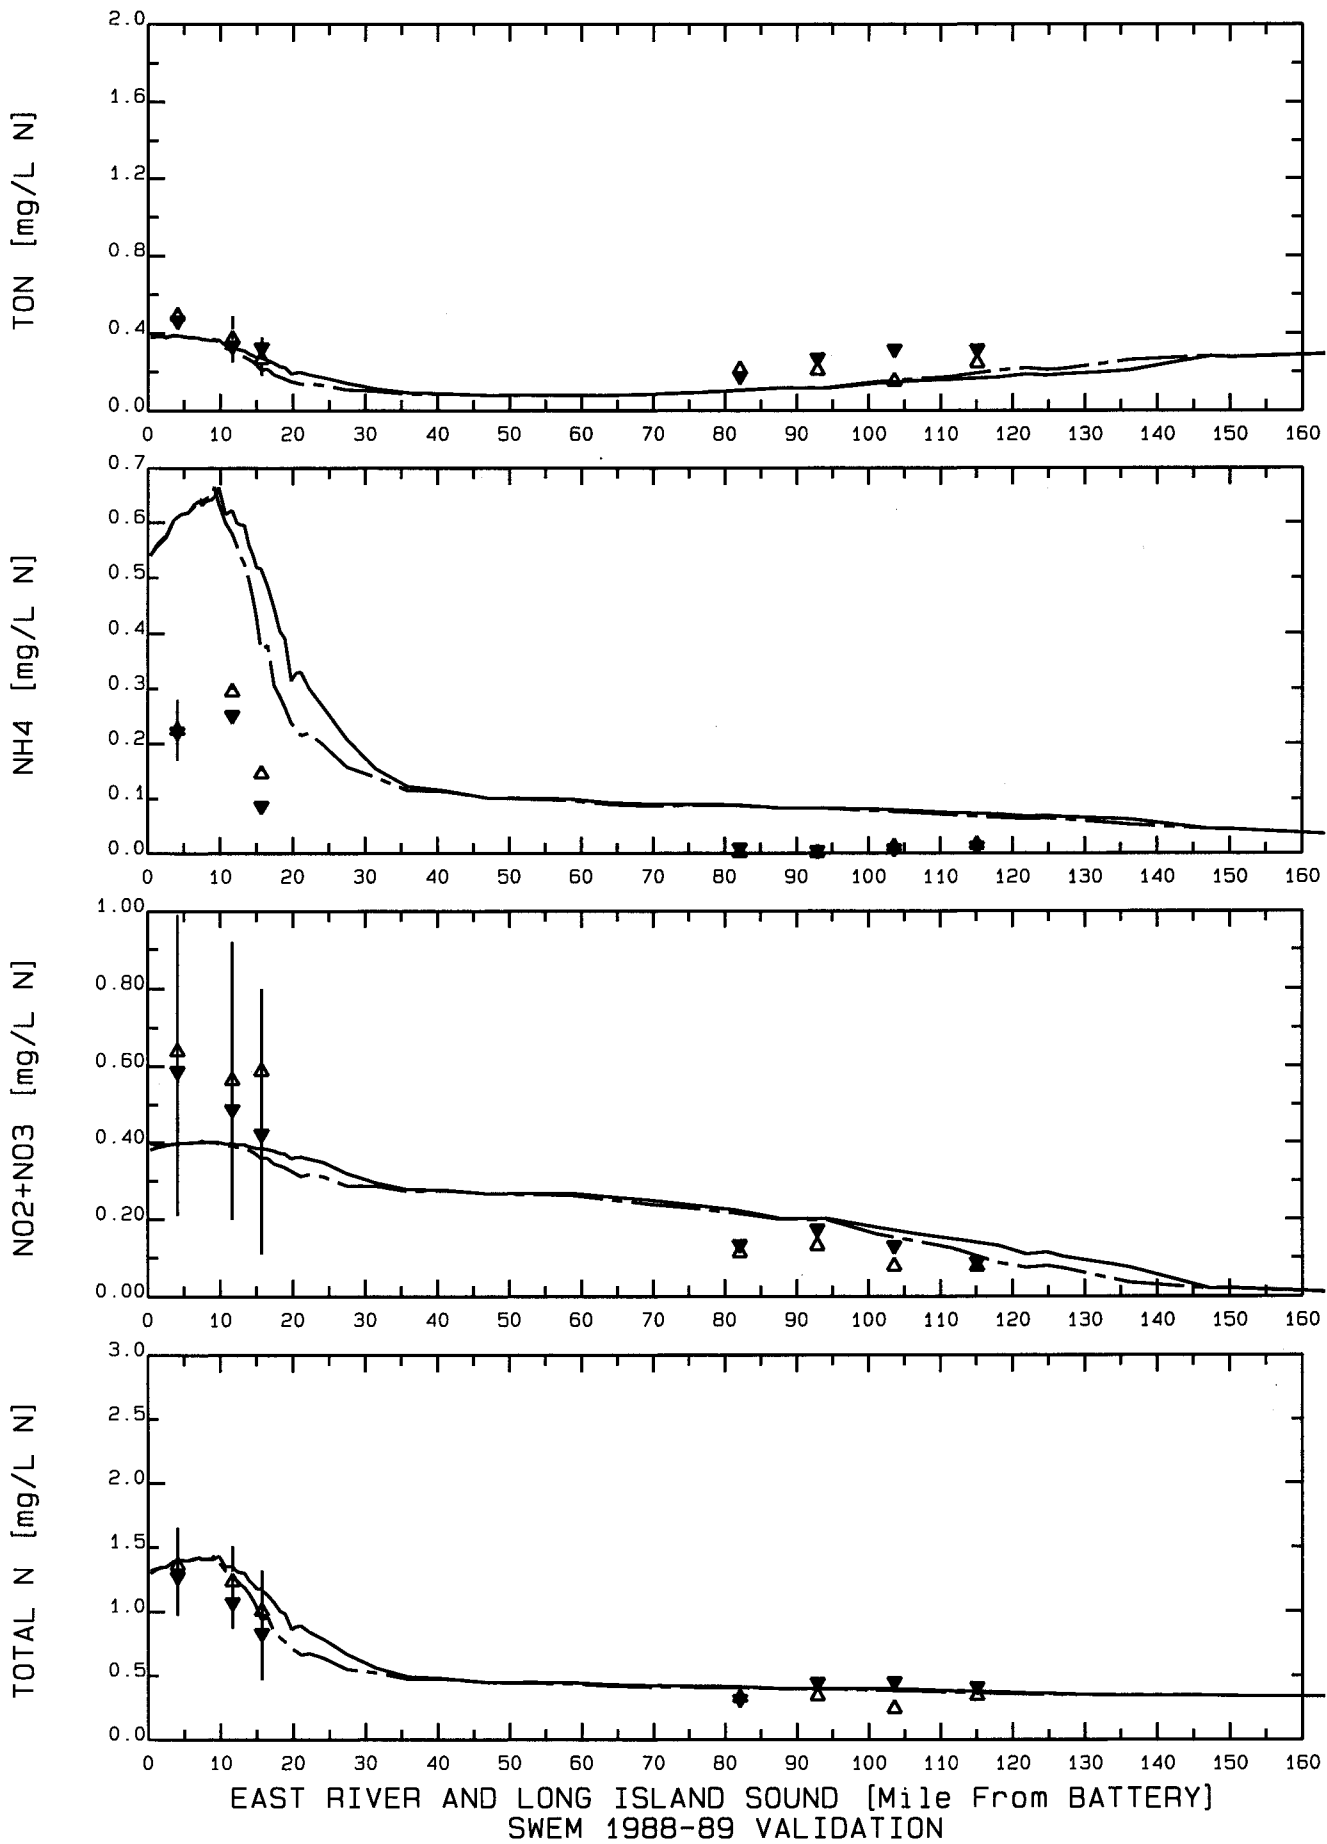 TON [mg/L N]
2.0
1.6
1.2
0.8
0.4
0.0
0 10 20 30 40 50 60 70 80 90 100 110 120 130 140 150 160
NH4 [mg/L N]
0.7
0.6
0.5
0.4
0.3
0.2
0.1
0.0
0 10 20 30 40 50 60 70 80 90 100 110 120 130 140 150 160
NO2+NO3 [mg/L N]
1.00
0.80
0.60
0.40
0.20
0.00
0 10 20 30 40 50 60 70 80 90 100 110 120 130 140 150 160
TOTAL N [mg/L N]
3.0
2.5
2.0
1.5
1.0
0.5
0.0
0 10 20 30 40 50 60 70 80 90 100 110 120 130 140 150 160
EAST RIVER AND LONG ISLAND SOUND [Mile From BATTERY]
SWEM 1988-89 VALIDATION